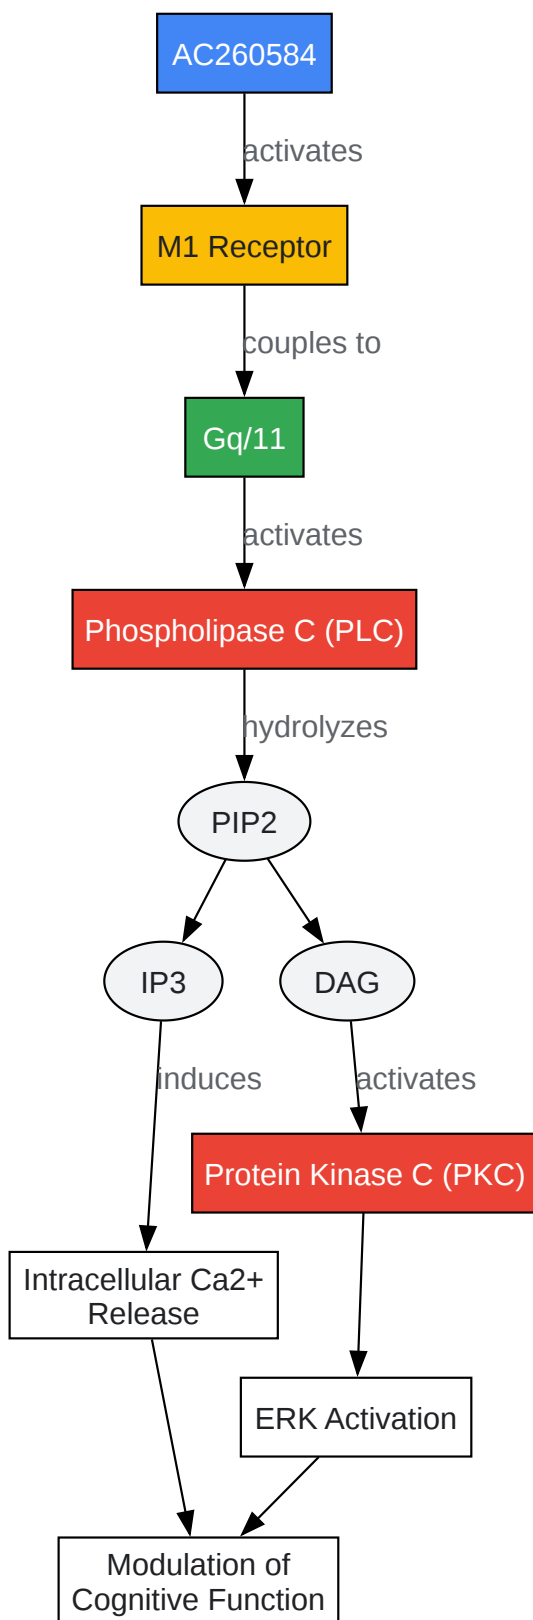 AC260584
activates
M1 Receptor
couples to
Gq/11
activates
Phospholipase C (PLC)
hydrolyzes
PIP2
IP3
DAG
induces
activates
Protein Kinase C (PKC)
Intracellular Ca2+
Release
ERK Activation
Modulation of
Cognitive Function